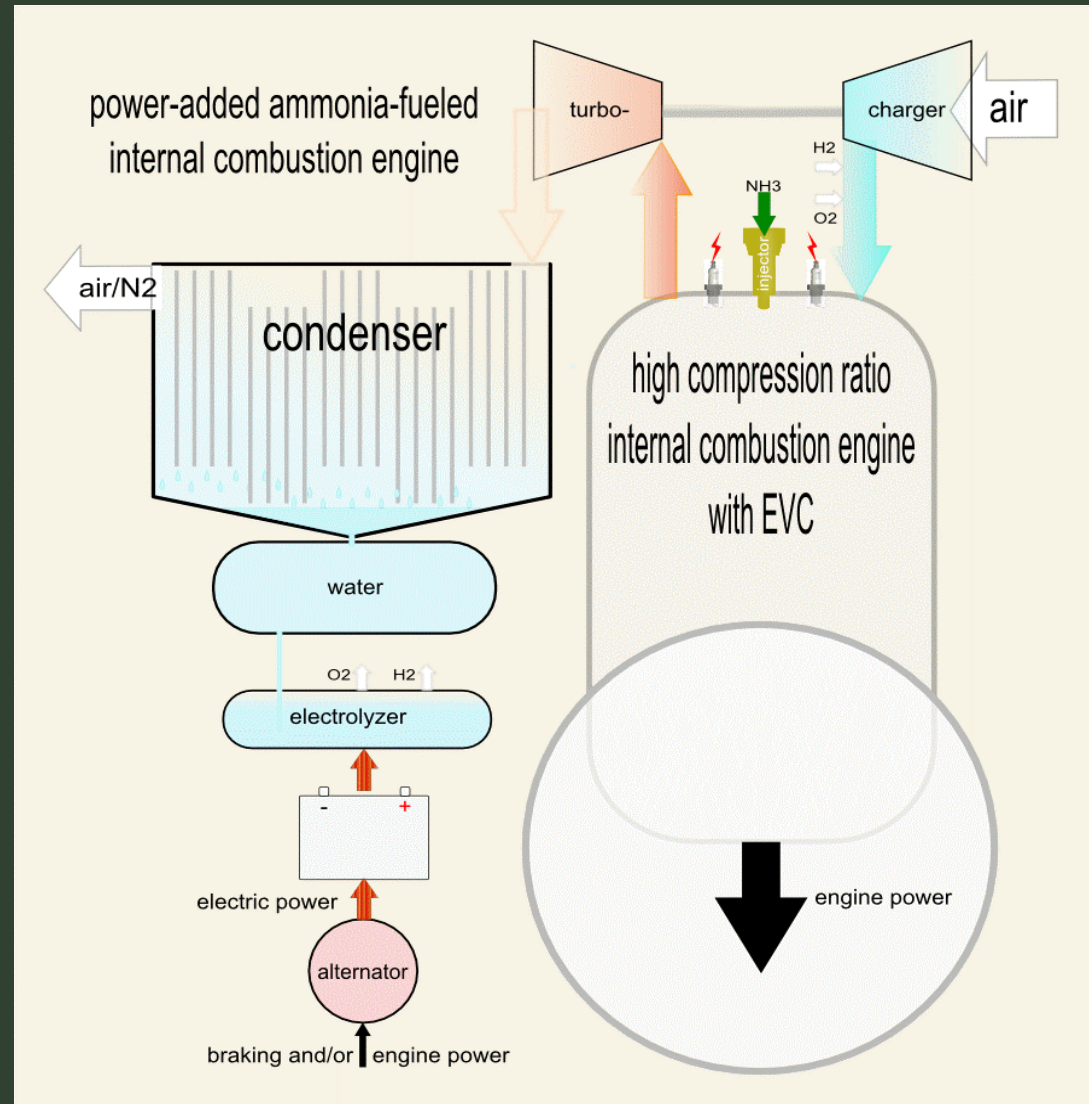 power-added ammonia-fueled
internal combustion engine
turbo-
charger
air
H2
O2
NH3
injector
air/N2
condenser
high compression ratio
internal combustion engine
with EVC
water
O2 H2
electrolyzer
- +
electric power
engine power
alternator
braking and/or engine power